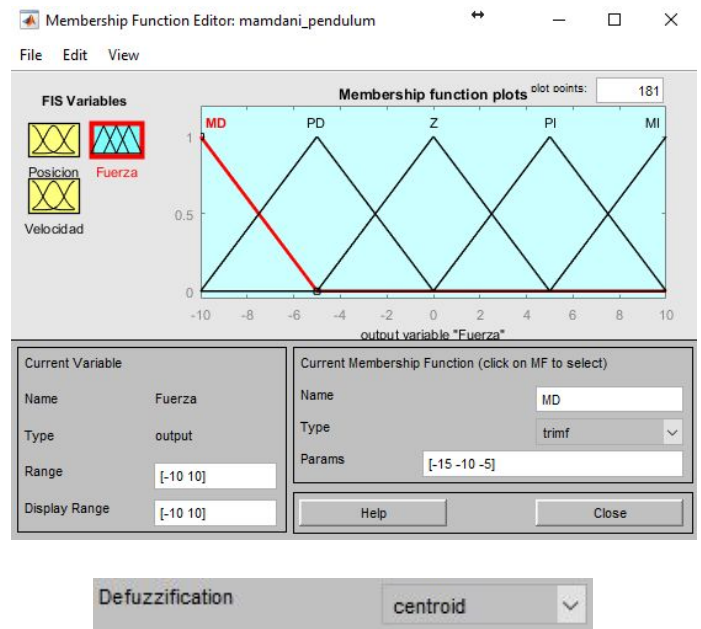 Membership Function Editor: mamdani_pendulum
File Edit View
FIS Variables
Posicion Fuerza
Velocidad
Membership function plots plot points: 181
MD PD Z PI MI
1
0.5
0
-10 -8 -6 -4 -2 0 2 4 6 8 10
output variable "Fuerza"
Current Variable
Name Fuerza
Type output
Range [-10 10]
Display Range [-10 10]
Current Membership Function (click on MF to select)
Name MD
Type trimf
Params [-15 -10 -5]
Help Close
Defuzzification centroid